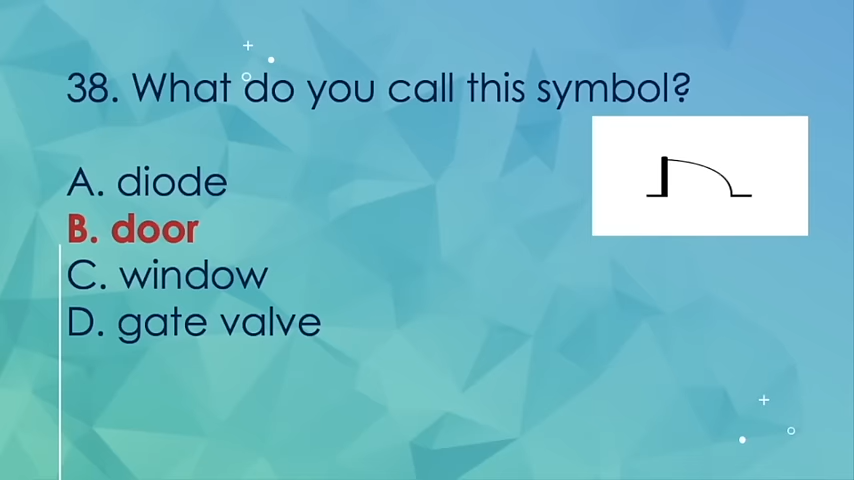 38. What do you call this symbol?
A. diode
B. door
C. window
D. gate valve